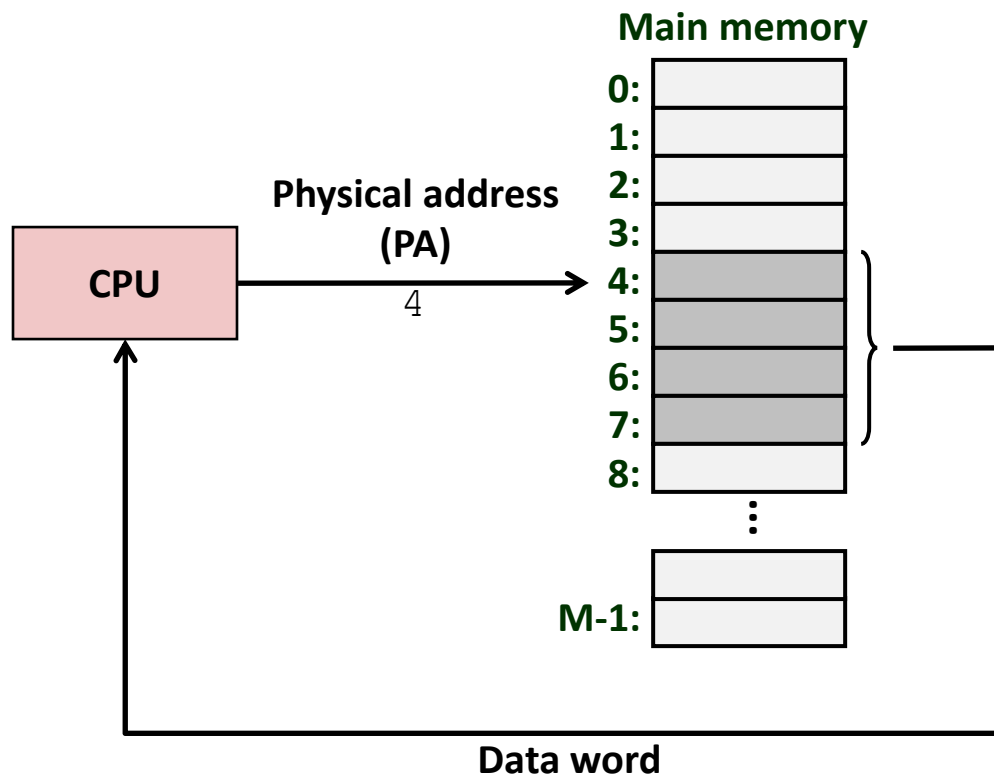 Main memory
0:
1:
2:
Physical address
(PA)
3:
CPU
4
4:
5:
6:
7:
8:
...
M-1:
Data word